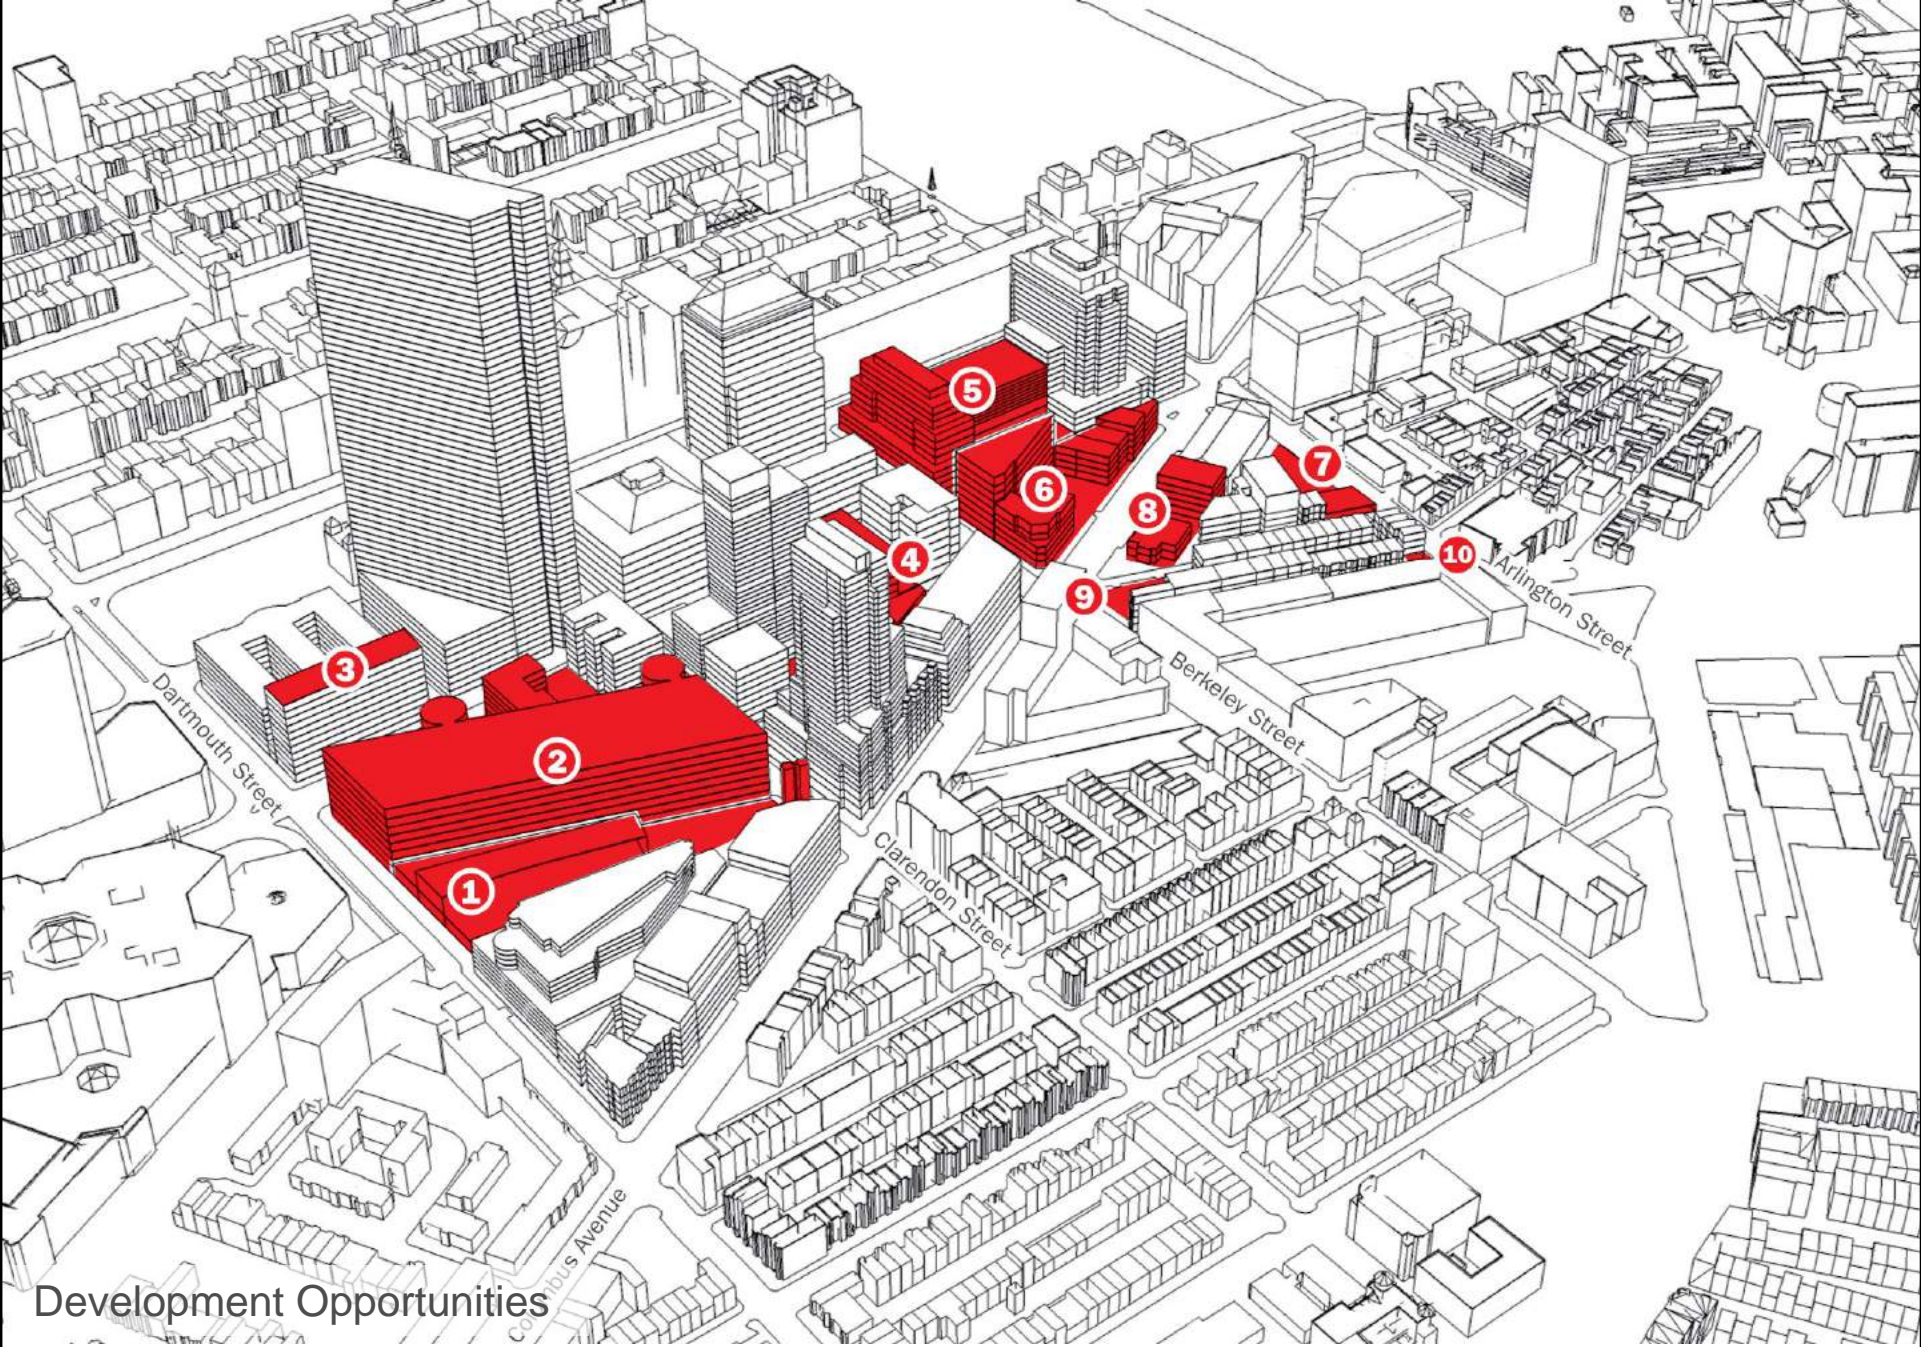 5
7
6
8
4
10
Arlington Street
9
3
Berkeley Street
Dartmouth Street
2
Clarendon Street
1
Columbus Avenue
Development Opportunities